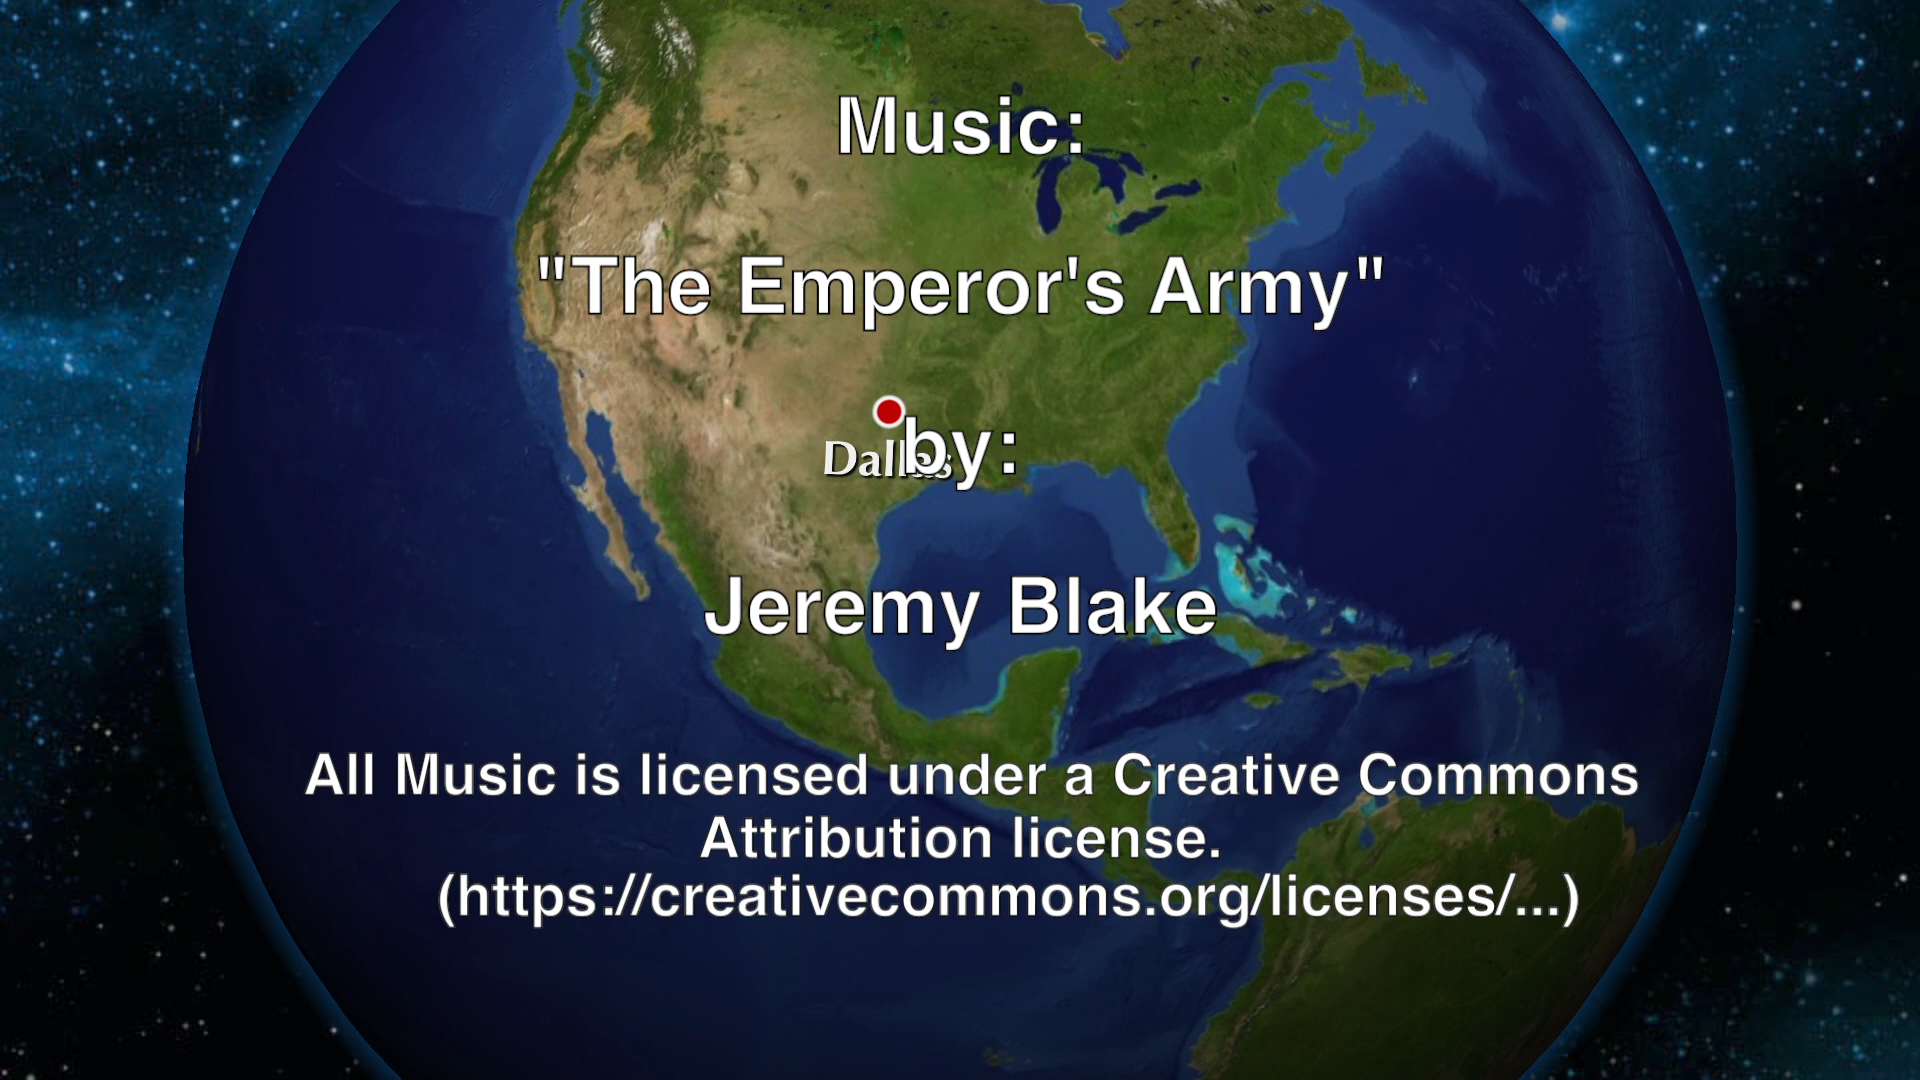 Music:
"The Emperor's Army"
by:
Dallas
Jeremy Blake
All Music is licensed under a Creative Commons
Attribution license.
(https://creativecommons.org/licenses/...)